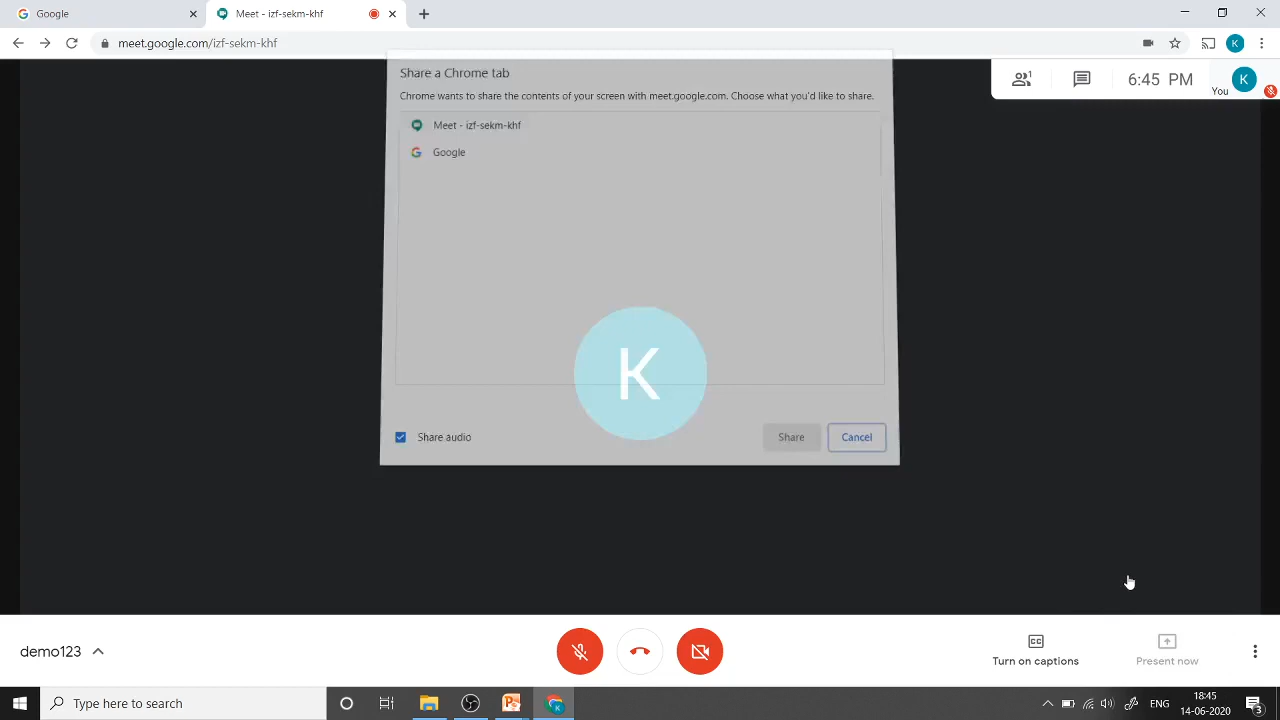 Google
Meet - izf-sekm-khf
meet.google.com/izf-sekm-khf
K
Share a Chrome tab
Chrome wants to share the contents of your screen with meet.google.com. Choose what you'd like to share.
Meet - izf-sekm-khf
Google
1
6:45 PM
You
K
K
Share audio
Share
Cancel
demo123
CC
Turn on captions
Present now
Type here to search
K
ENG
18:45
14-06-2020
3